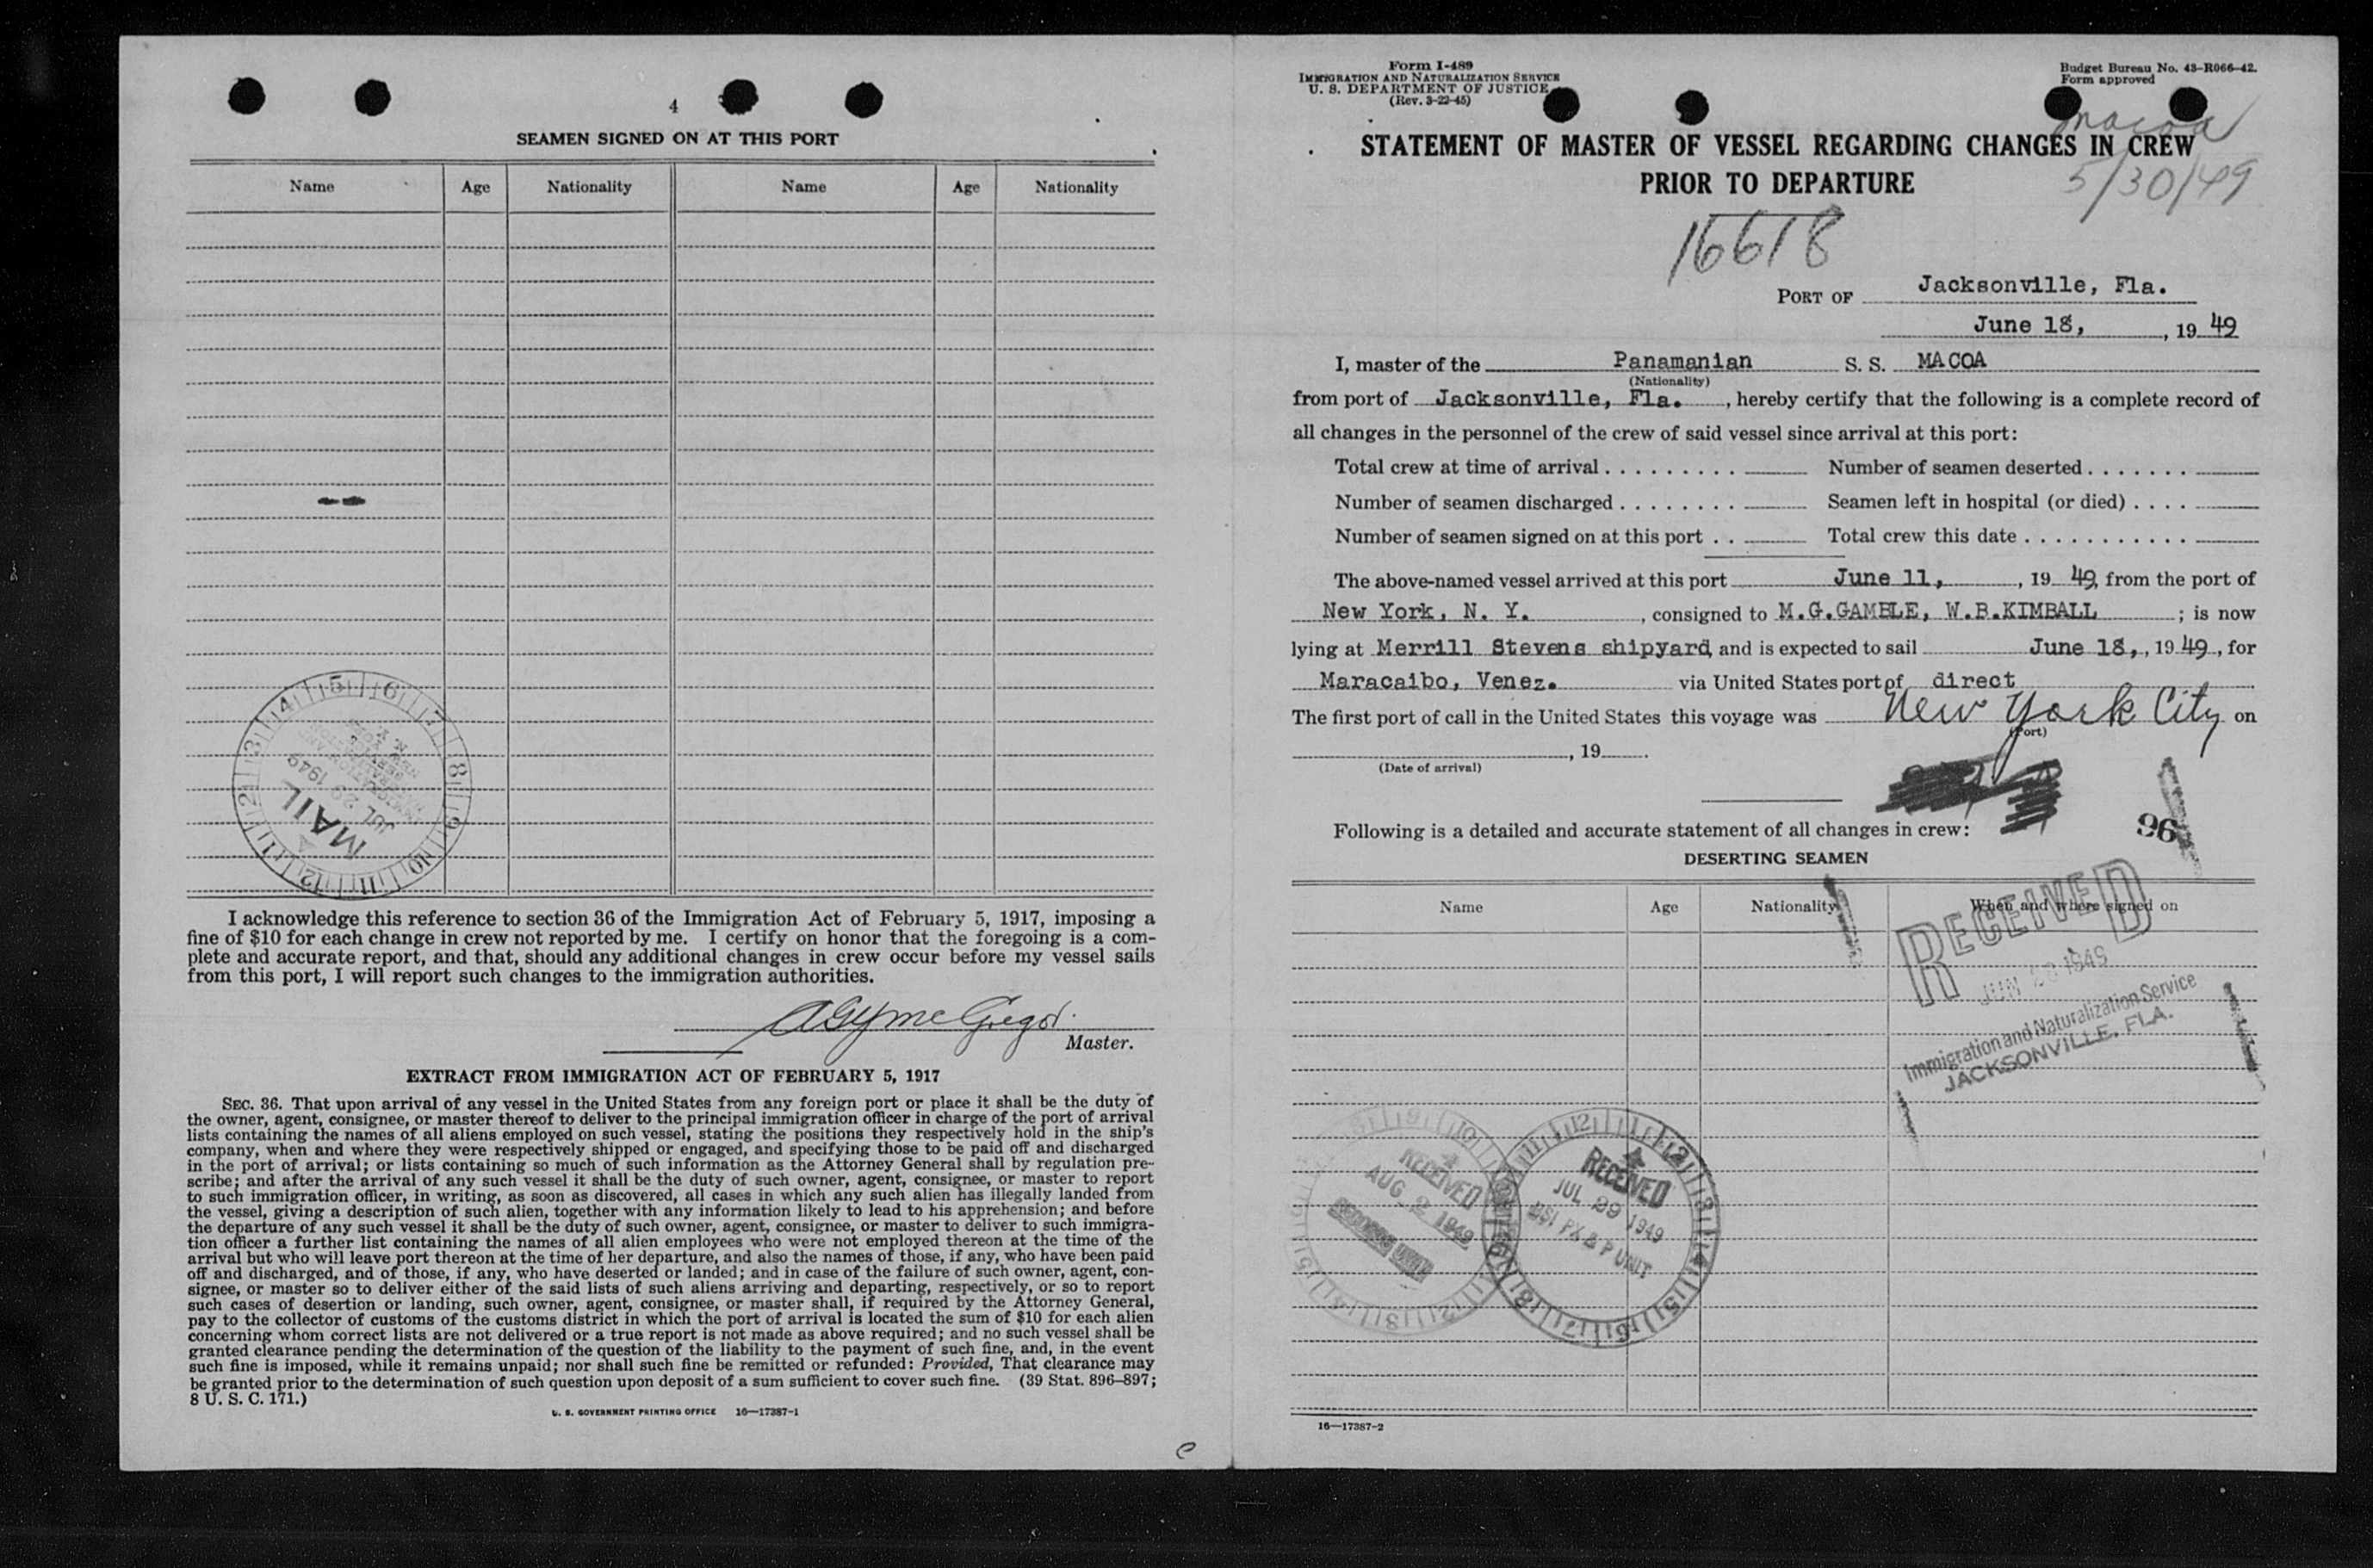 4
SEAMEN SIGNED ON AT THIS PORT
Name Age Nationality Name Age Nationality
15 16 17 18 19 10 11 12 11 12 13 14
MAIL
JUL 29 1949
I acknowledge this reference to section 36 of the Immigration Act of February 5, 1917, imposing a
fine of $10 for each change in crew not reported by me. I certify on honor that the foregoing is a com-
plete and accurate report, and that, should any additional changes in crew occur before my vessel sails
from this port, I will report such changes to the immigration authorities.
Master.
EXTRACT FROM IMMIGRATION ACT OF FEBRUARY 5, 1917
SEC. 36. That upon arrival of any vessel in the United States from any foreign port or place it shall be the duty of
the owner, agent, consignee, or master thereof to deliver to the principal immigration officer in charge of the port of arrival
lists containing the names of all aliens employed on such vessel, stating the positions they respectively hold in the ship's
company, when and where they were respectively shipped or engaged, and specifying those to be paid off and discharged
in the port of arrival; or lists containing so much of such information as the Attorney General shall by regulation pre-
scribe; and after the arrival of any such vessel it shall be the duty of such owner, agent, consignee, or master to report
to such immigration officer, in writing, as soon as discovered, all cases in which any such alien has illegally landed from
the vessel, giving a description of such alien, together with any information likely to lead to his apprehension; and before
the departure of any such vessel it shall be the duty of such owner, agent, consignee, or master to deliver to such immigra-
tion officer a further list containing the names of all alien employees who were not employed thereon at the time of the
arrival but who will leave port thereon at the time of her departure, and also the names of those, if any, who have been paid
off and discharged, and of those, if any, who have deserted or landed; and in case of the failure of such owner, agent, con-
signee, or master so to deliver either of the said lists of such aliens arriving and departing, respectively, or so to report
such cases of desertion or landing, such owner, agent, consignee, or master shall, if required by the Attorney General,
pay to the collector of customs of the customs district in which the port of arrival is located the sum of $10 for each alien
concerning whom correct lists are not delivered or a true report is not made as above required; and no such vessel shall be
granted clearance pending the determination of the question of the liability to the payment of such fine, and, in the event
such fine is imposed, while it remains unpaid; nor shall such fine be remitted or refunded: Provided, That clearance may
be granted prior to the determination of such question upon deposit of a sum sufficient to cover such fine. (39 Stat. 896–897;
8 U. S. C. 171.)
U. S. GOVERNMENT PRINTING OFFICE 16—17387-1
Form I-489
IMMIGRATION AND NATURALIZATION SERVICE
U. S. DEPARTMENT OF JUSTICE
(Rev. 3-22-45)
Budget Bureau No. 43–R066–42.
Form approved
macoa
5/30/49
STATEMENT OF MASTER OF VESSEL REGARDING CHANGES IN CREW
PRIOR TO DEPARTURE
16618
PORT OF Jacksonville, Fla.
June 18, , 19 49
I, master of the Panamanian S. S. MACOA
(Nationality)
from port of Jacksonville, Fla. , hereby certify that the following is a complete record of
all changes in the personnel of the crew of said vessel since arrival at this port:
Total crew at time of arrival . . . . . . . . . Number of seamen deserted . . . . . . .
Number of seamen discharged . . . . . . . . Seamen left in hospital (or died) . . . .
Number of seamen signed on at this port . . Total crew this date . . . . . . . . . . .
The above-named vessel arrived at this port June 11, , 19 49, from the port of
New York, N. Y. , consigned to M.G.GAMBLE, W.B.KIMBALL ; is now
lying at Merrill Stevens shipyard, and is expected to sail June 18, , 19 49 , for
Maracaibo, Venez. via United States port of direct
The first port of call in the United States this voyage was New York City on
(Port)
, 19 .
(Date of arrival)
96
Following is a detailed and accurate statement of all changes in crew:
DESERTING SEAMEN
Name Age Nationality When and where signed on
RECEIVED
JUN 1949
Immigration and Naturalization Service
JACKSONVILLE, FLA.
RECEIVED
AUG 2 1949
RECEIVED
JUL 29 1949
P UNIT
16—17387-2